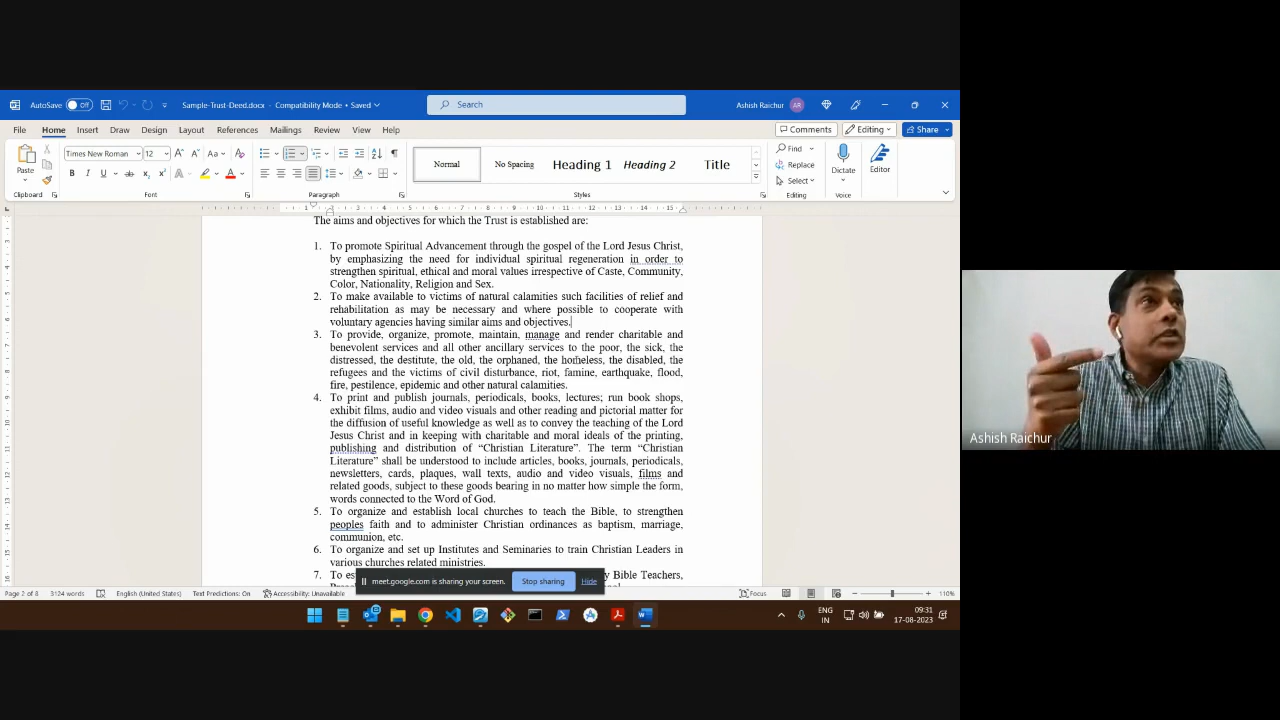 AutoSave Off Sample-Trust-Deed.docx - Compatibility Mode • Saved Search Ashish Raichur AR
File Home Insert Draw Design Layout References Mailings Review View Help Comments Editing Share
Paste Times New Roman 12 Normal No Spacing Heading 1 Heading 2 Title Find Replace Select Dictate Editor
Clipboard Font Paragraph Styles Editing Voice Editor
The aims and objectives for which the Trust is established are:
1. To promote Spiritual Advancement through the gospel of the Lord Jesus Christ,
by emphasizing the need for individual spiritual regeneration in order to
strengthen spiritual, ethical and moral values irrespective of Caste, Community,
Color, Nationality, Religion and Sex.
2. To make available to victims of natural calamities such facilities of relief and
rehabilitation as may be necessary and where possible to cooperate with
voluntary agencies having similar aims and objectives.
3. To provide, organize, promote, maintain, manage and render charitable and
benevolent services and all other ancillary services to the poor, the sick, the
distressed, the destitute, the old, the orphaned, the homeless, the disabled, the
refugees and the victims of civil disturbance, riot, famine, earthquake, flood,
fire, pestilence, epidemic and other natural calamities.
4. To print and publish journals, periodicals, books, lectures; run book shops,
exhibit films, audio and video visuals and other reading and pictorial matter for
the diffusion of useful knowledge as well as to convey the teaching of the Lord
Jesus Christ and in keeping with charitable and moral ideals of the printing,
publishing and distribution of “Christian Literature”. The term “Christian
Literature” shall be understood to include articles, books, journals, periodicals,
newsletters, cards, plaques, wall texts, audio and video visuals, films and
related goods, subject to these goods bearing in no matter how simple the form,
words connected to the Word of God.
5. To organize and establish local churches to teach the Bible, to strengthen
peoples faith and to administer Christian ordinances as baptism, marriage,
communion, etc.
6. To organize and set up Institutes and Seminaries to train Christian Leaders in
various churches related ministries.
7. To es y Bible Teachers,
meet.google.com is sharing your screen. Stop sharing Hide
Page 2 of 8 3124 words English (United States) Text Predictions: On Accessibility: Unavailable Focus 110%
ENG
IN
09:31
17-08-2023
Ashish Raichur